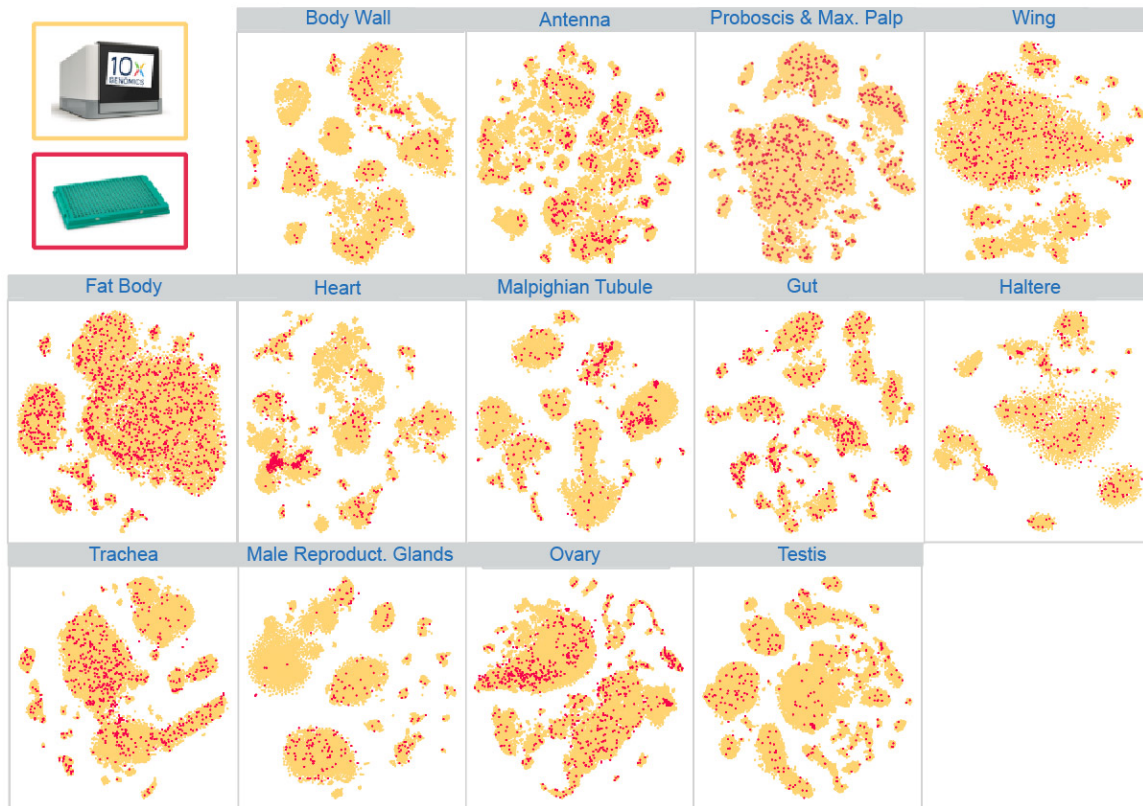 Body Wall
Antenna
Proboscis & Max. Palp
Wing
10x
GENOMICS
Fat Body
Heart
Malpighian Tubule
Gut
Haltere
Trachea
Male Reproduct. Glands
Ovary
Testis